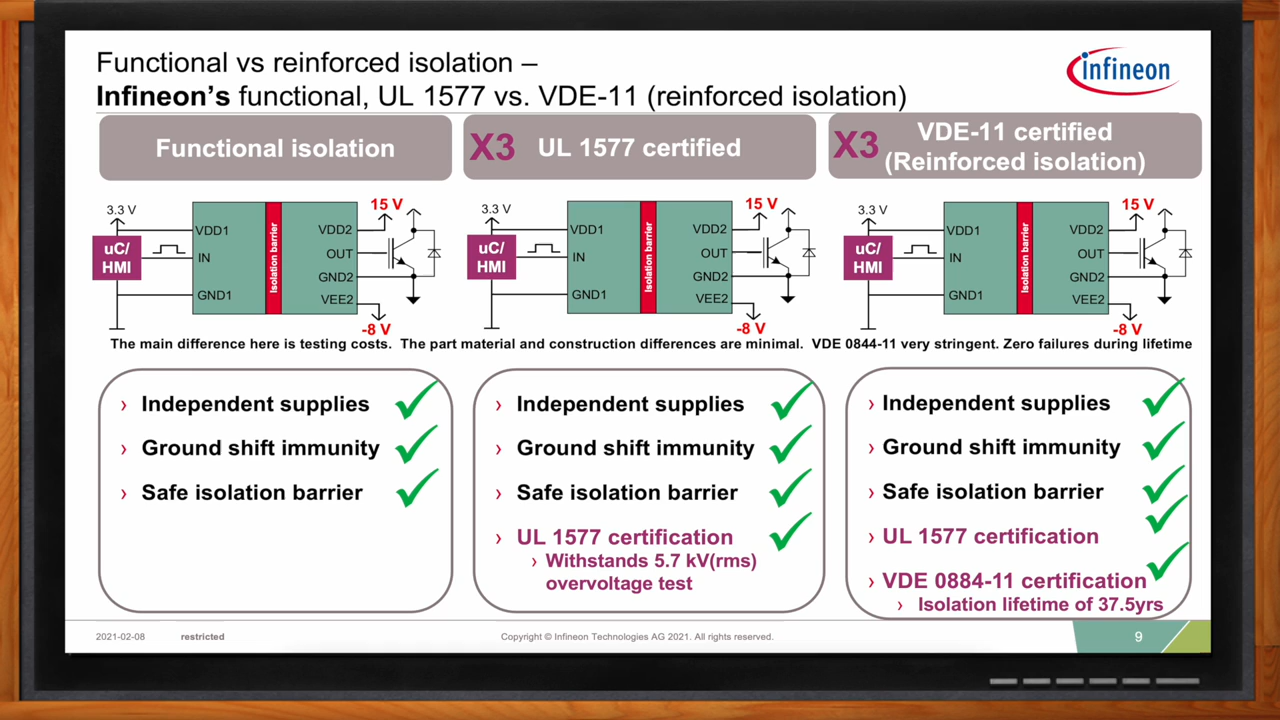 Functional vs reinforced isolation –
Infineon's functional, UL 1577 vs. VDE-11 (reinforced isolation)
infineon
Functional isolation
X3 UL 1577 certified
X3 VDE-11 certified
(Reinforced isolation)
3.3 V
uC/
HMI
VDD1
IN
GND1
Isolation barrier
VDD2
OUT
GND2
VEE2
15 V
-8 V
3.3 V
uC/
HMI
VDD1
IN
GND1
Isolation barrier
VDD2
OUT
GND2
VEE2
15 V
-8 V
3.3 V
uC/
HMI
VDD1
IN
GND1
Isolation barrier
VDD2
OUT
GND2
VEE2
15 V
-8 V
The main difference here is testing costs. The part material and construction differences are minimal. VDE 0844-11 very stringent. Zero failures during lifetime
› Independent supplies
› Ground shift immunity
› Safe isolation barrier
› Independent supplies
› Ground shift immunity
› Safe isolation barrier
› UL 1577 certification
› Withstands 5.7 kV(rms)
overvoltage test
› Independent supplies
› Ground shift immunity
› Safe isolation barrier
› UL 1577 certification
› VDE 0884-11 certification
› Isolation lifetime of 37.5yrs
2021-02-08 restricted Copyright © Infineon Technologies AG 2021. All rights reserved. 9